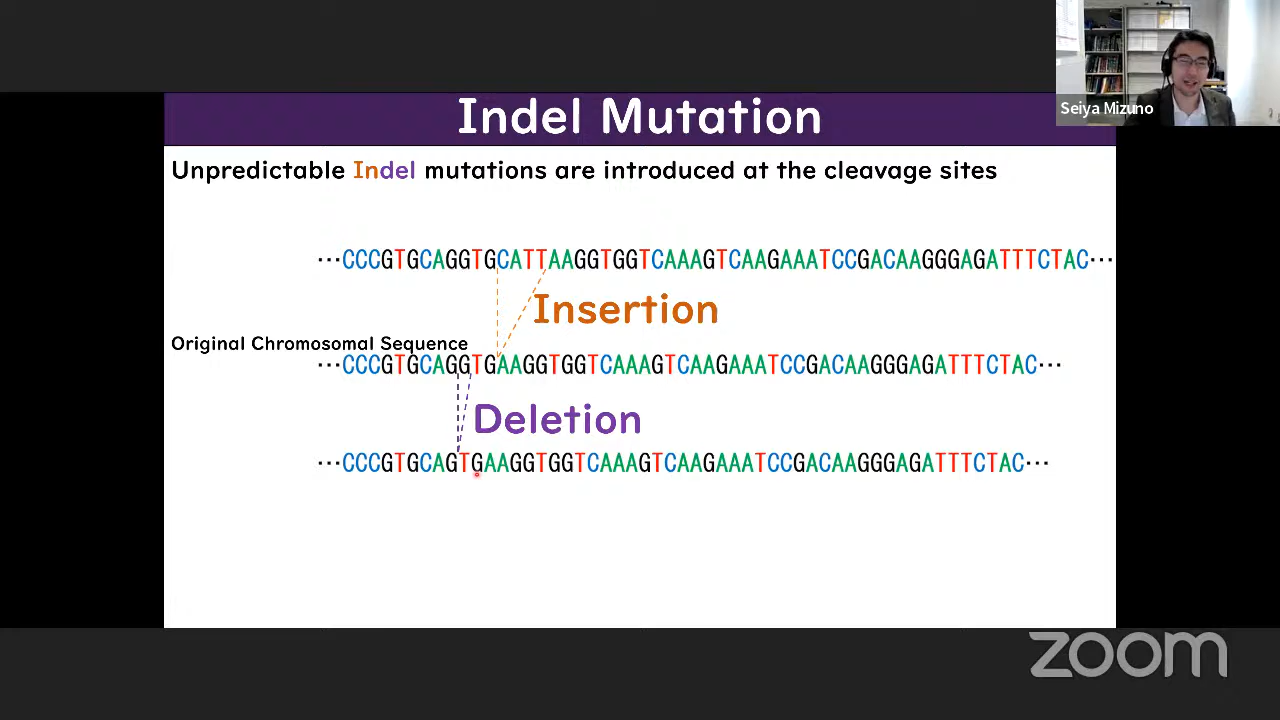 Indel Mutation
Seiya Mizuno
Unpredictable Indel mutations are introduced at the cleavage sites
···CCCGTGCAGGTGCATTAAGGTGGTCAAAGTCAAGAAATCCGACAAGGGAGATTTCTAC···
Insertion
Original Chromosomal Sequence
···CCCGTGCAGGTGAAGGTGGTCAAAGTCAAGAAATCCGACAAGGGAGATTTCTAC···
Deletion
···CCCGTGCAGTGAAGGTGGTCAAAGTCAAGAAATCCGACAAGGGAGATTTCTAC···
zoom